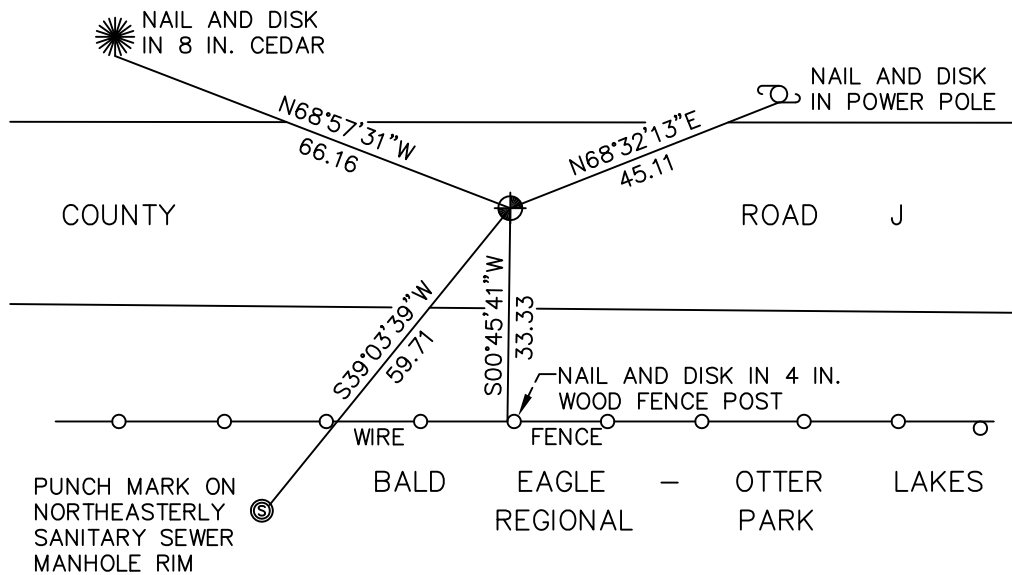 NAIL AND DISK
IN 8 IN. CEDAR
NAIL AND DISK
IN POWER POLE
N68°57'31"W
66.16
N68°32'13"E
45.11
COUNTY ROAD J
S39°03'39"W
59.71
S00°45'41"W
33.33
NAIL AND DISK IN 4 IN.
WOOD FENCE POST
WIRE FENCE
BALD EAGLE – OTTER LAKES
REGIONAL PARK
PUNCH MARK ON
NORTHEASTERLY
SANITARY SEWER
MANHOLE RIM
S